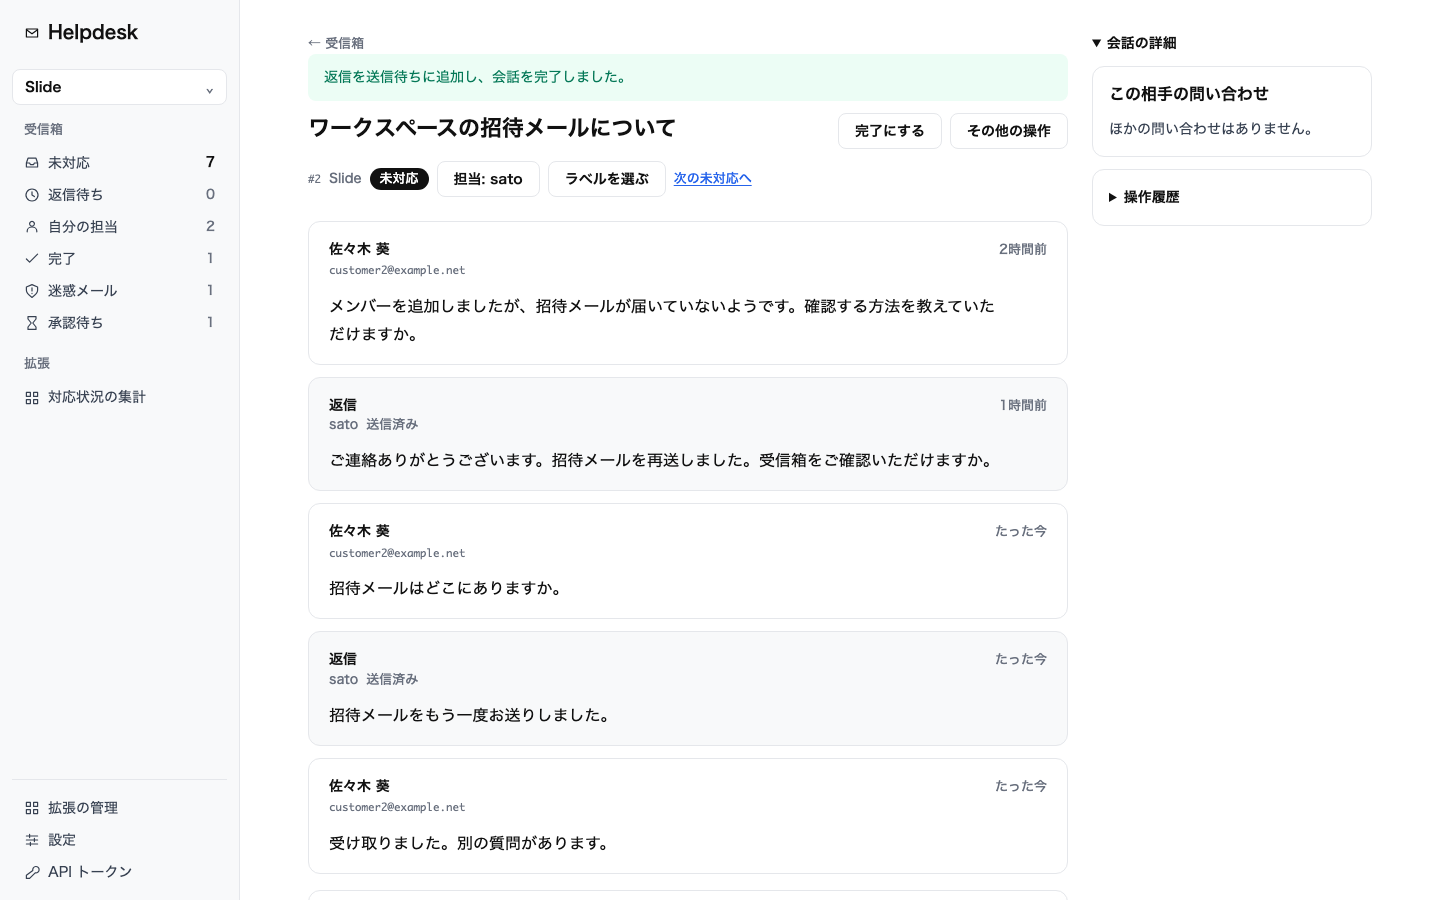 Helpdesk
Slide
受信箱
未対応 7
返信待ち 0
自分の担当 2
完了 1
迷惑メール 1
承認待ち 1
拡張
対応状況の集計
拡張の管理
設定
API トークン
← 受信箱
返信を送信待ちに追加し、会話を完了しました。
ワークスペースの招待メールについて
完了にする
その他の操作
#2 Slide 未対応 担当: sato ラベルを選ぶ 次の未対応へ
佐々木 葵 2時間前
customer2@example.net
メンバーを追加しましたが、招待メールが届いていないようです。確認する方法を教えていた
だけますか。
返信 1時間前
sato 送信済み
ご連絡ありがとうございます。招待メールを再送しました。受信箱をご確認いただけますか。
佐々木 葵 たった今
customer2@example.net
招待メールはどこにありますか。
返信 たった今
sato 送信済み
招待メールをもう一度お送りしました。
佐々木 葵 たった今
customer2@example.net
受け取りました。別の質問があります。
▼ 会話の詳細
この相手の問い合わせ
ほかの問い合わせはありません。
▶ 操作履歴